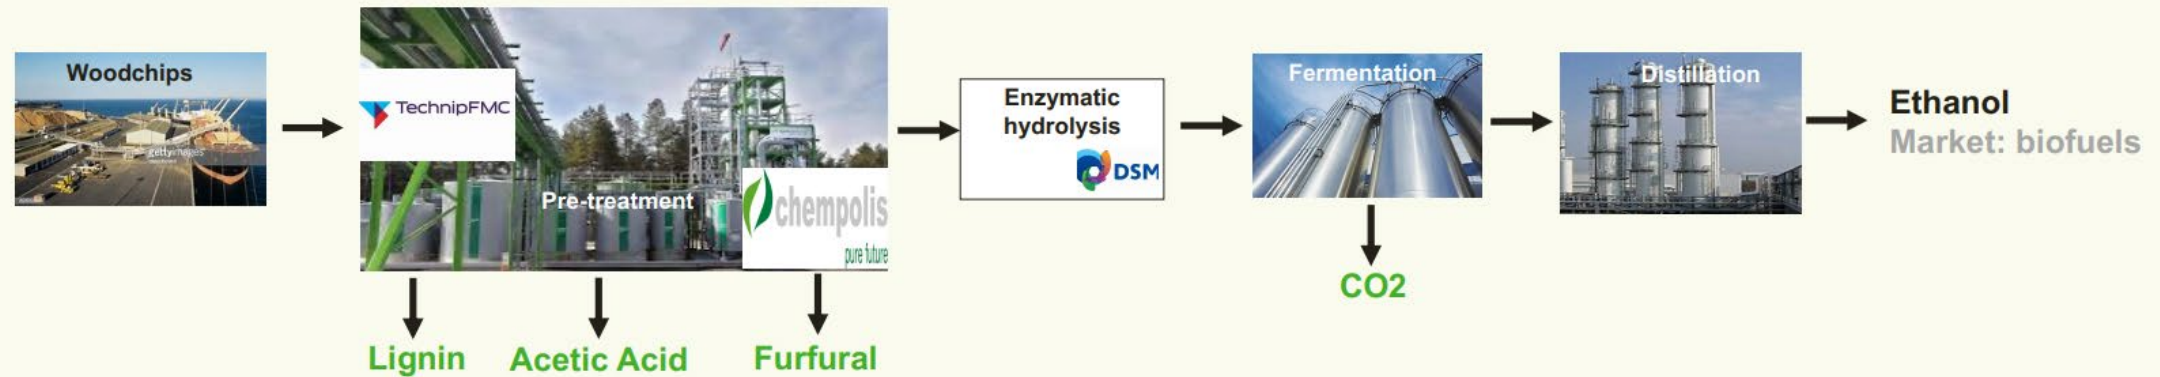 Woodchips
gettyimages
TechnipFMC
Pre-treatment
chempolis
pure future
Enzymatic
hydrolysis
DSM
Fermentation
Distillation
Ethanol
Market: biofuels
CO2
Lignin
Acetic Acid
Furfural